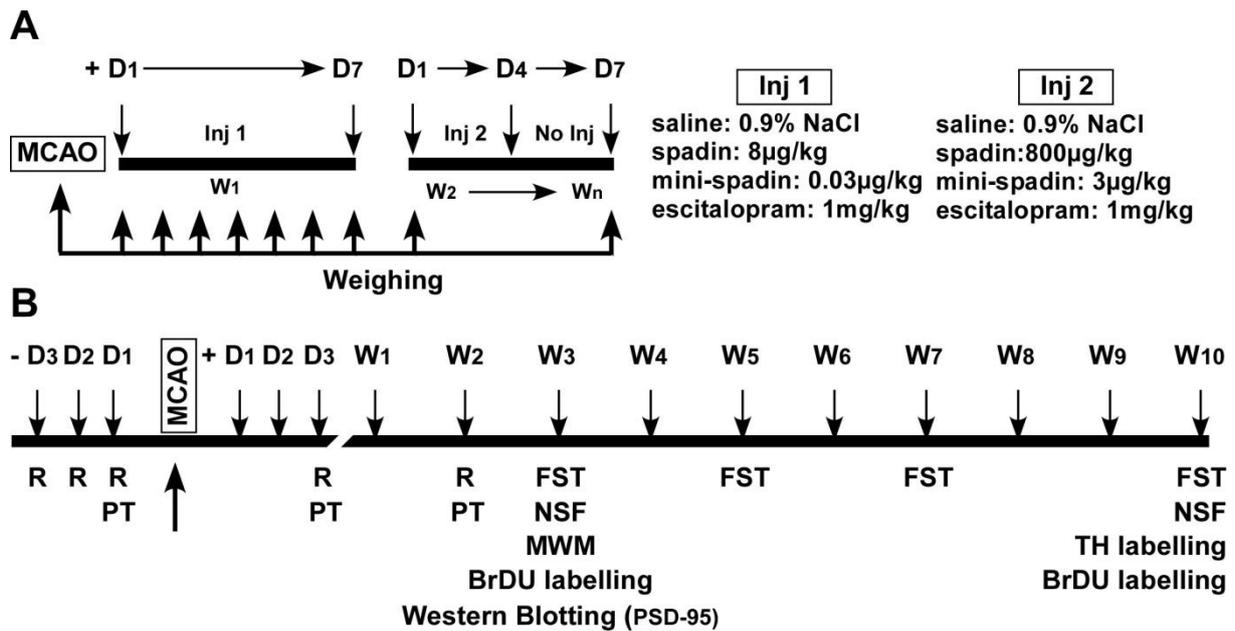 A
+ D1 D7 D1 D4 D7
MCAO
Inj 1
Inj 2 No Inj
W1
W2 Wn
Weighing
Inj 1
saline: 0.9% NaCl
spadin: 8µg/kg
mini-spadin: 0.03µg/kg
escitalopram: 1mg/kg
Inj 2
saline: 0.9% NaCl
spadin:800µg/kg
mini-spadin: 3µg/kg
escitalopram: 1mg/kg
B
- D3 D2 D1 MCAO + D1 D2 D3 W1 W2 W3 W4 W5 W6 W7 W8 W9 W10
R R R R R FST FST FST FST
PT PT PT NSF NSF
MWM TH labelling
BrDU labelling BrDU labelling
Western Blotting (PSD-95)